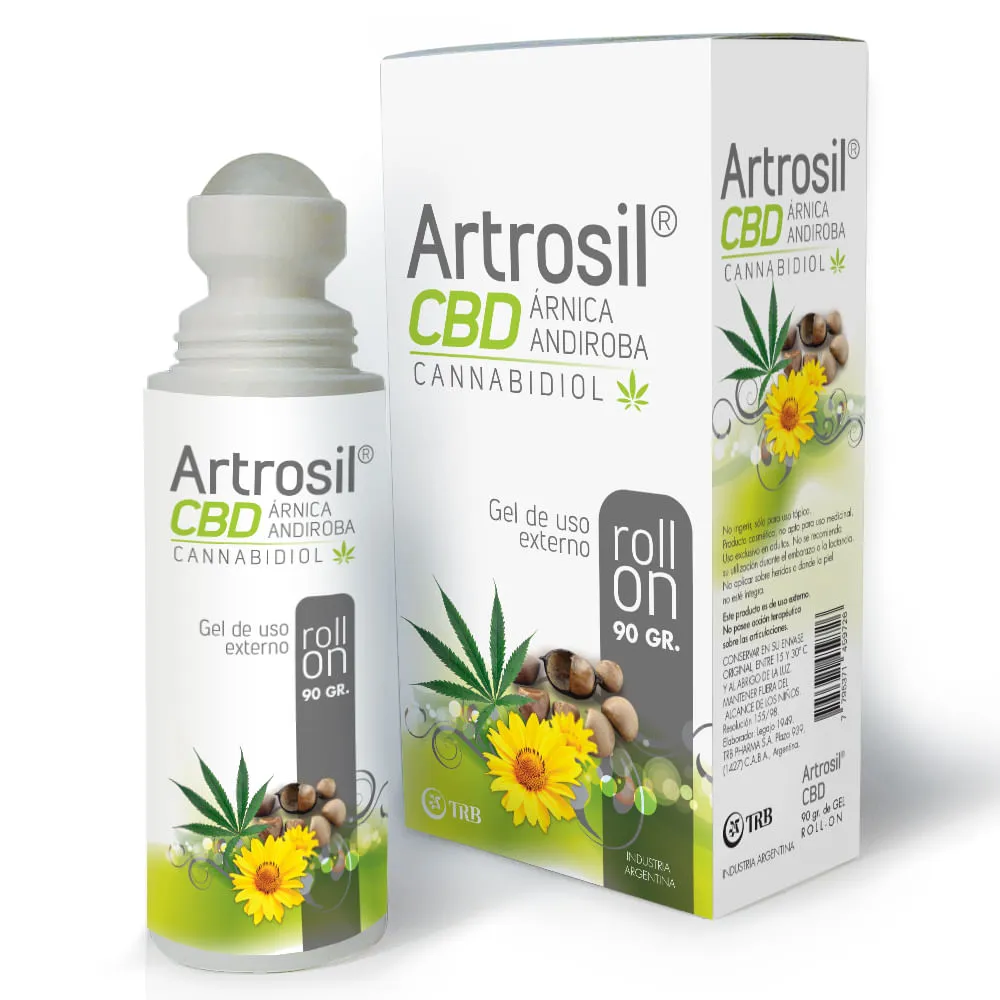 Artrosil®
CBD ÁRNICA
ANDIROBA
CANNABIDIOL
Gel de uso
externo
roll
on
90 GR.
Artrosil®
CBD ÁRNICA
ANDIROBA
CANNABIDIOL
Gel de uso
externo
roll
on
90 GR.
TRB
INDUSTRIA
ARGENTINA
Artrosil®
CBD ÁRNICA
ANDIROBA
CANNABIDIOL
No ingerir, sólo para uso tópico.
Producto cosmético, no apto para uso medicinal.
Uso exclusivo en adultos. No se recomienda
su utilización durante el embarazo o la lactancia.
No aplicar sobre heridas o donde la piel
no esté íntegra.
Este producto es de uso externo.
No posee acción terapéutica
sobre las articulaciones.
CONSERVAR EN SU ENVASE
ORIGINAL, ENTRE 15 Y 30° C
Y AL ABRIGO DE LA LUZ.
MANTENER FUERA DEL
ALCANCE DE LOS NIÑOS.
Resolución 155/98.
Elaborador: Legajo 1949.
TRB PHARMA S.A. Plaza 939.
(1427) C.A.B.A., Argentina.
7 795371 459726
TRB
INDUSTRIA ARGENTINA
Artrosil®
CBD
90 gr. de GEL
ROLL-ON